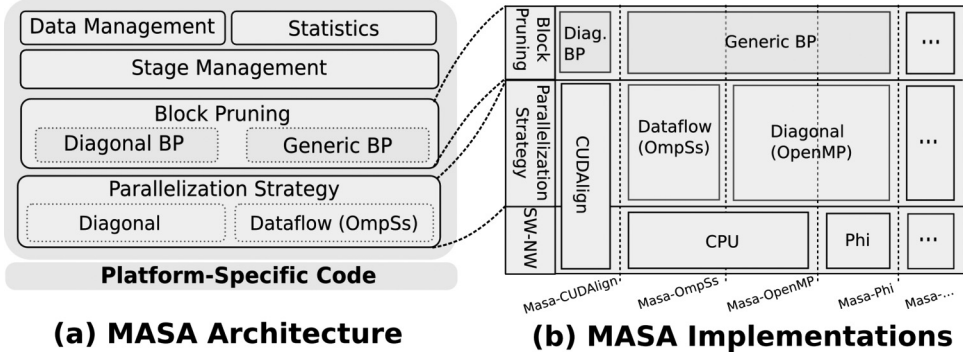 Data Management
Statistics
Stage Management
Block Pruning
Diagonal BP
Generic BP
Parallelization Strategy
Diagonal
Dataflow (OmpSs)
Platform-Specific Code
(a) MASA Architecture
Block
Pruning
Diag.
BP
Generic BP
...
Parallelization
Strategy
CUDAlign
Dataflow
(OmpSs)
Diagonal
(OpenMP)
...
SW-NW
CPU
Phi
...
Masa-CUDAlign
Masa-OmpSs
Masa-OpenMP
Masa-Phi
Masa-...
(b) MASA Implementations